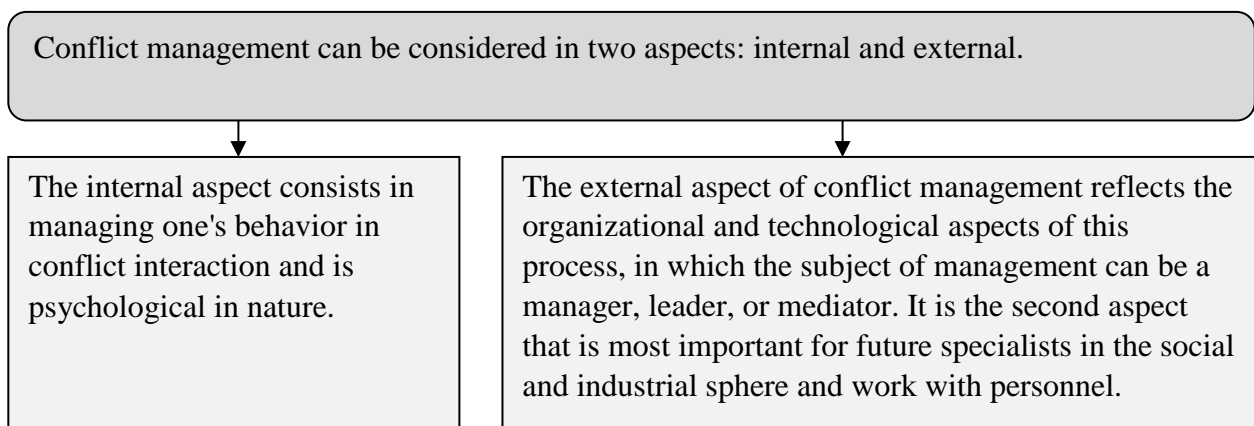 Conflict management can be considered in two aspects: internal and external.
The internal aspect consists in
managing one's behavior in
conflict interaction and is
psychological in nature.
The external aspect of conflict management reflects the
organizational and technological aspects of this
process, in which the subject of management can be a
manager, leader, or mediator. It is the second aspect
that is most important for future specialists in the social
and industrial sphere and work with personnel.